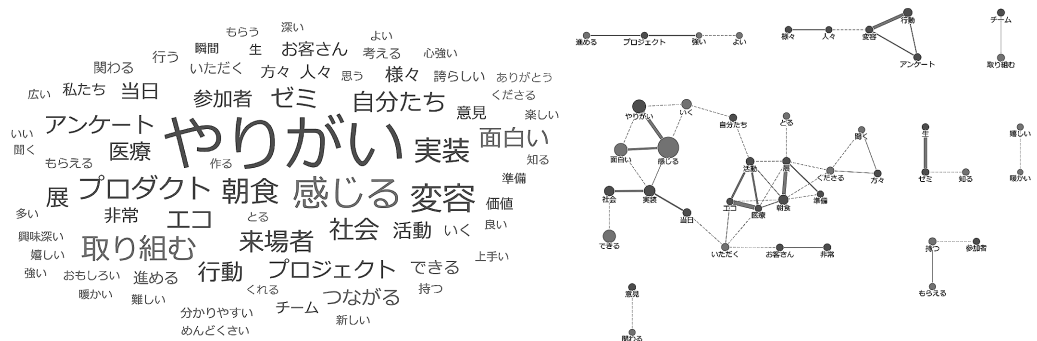 もらう 深い よい
瞬間 生 お客さん 考える 心強い
行う
関わる いただく 方々 人々 思う 様々 誇らしい ありがとう
広い 私たち 当日 参加者 ゼミ 自分たち 意見 くださる
楽しい
いい アンケート やりがい 実装 面白い
聞く 医療 知る
もらえる 作る
展 プロダクト 朝食 感じる 変容 準備
価値
多い 非常 エコ とる 社会 活動 いく 良い
興味深い 取り組む 来場者
嬉しい 上手い
強い おもしろい 進める 行動 プロジェクト できる
暖かい 難しい くれる つながる 持つ
分かりやすい チーム 新しい
めんどくさい
進める プロジェクト 強い よい
様々 人々 変容 行動 アンケート
チーム
取り組む
やりがい いく 自分たち とる
面白い 感じる
聞く
活動 展 くださる 方々
社会 実装 エコ 医療 朝食 準備
当日
できる いただく お客さん 非常
生
ゼミ 知る
嬉しい
暖かい
持つ 参加者
もらえる
意見
関わる